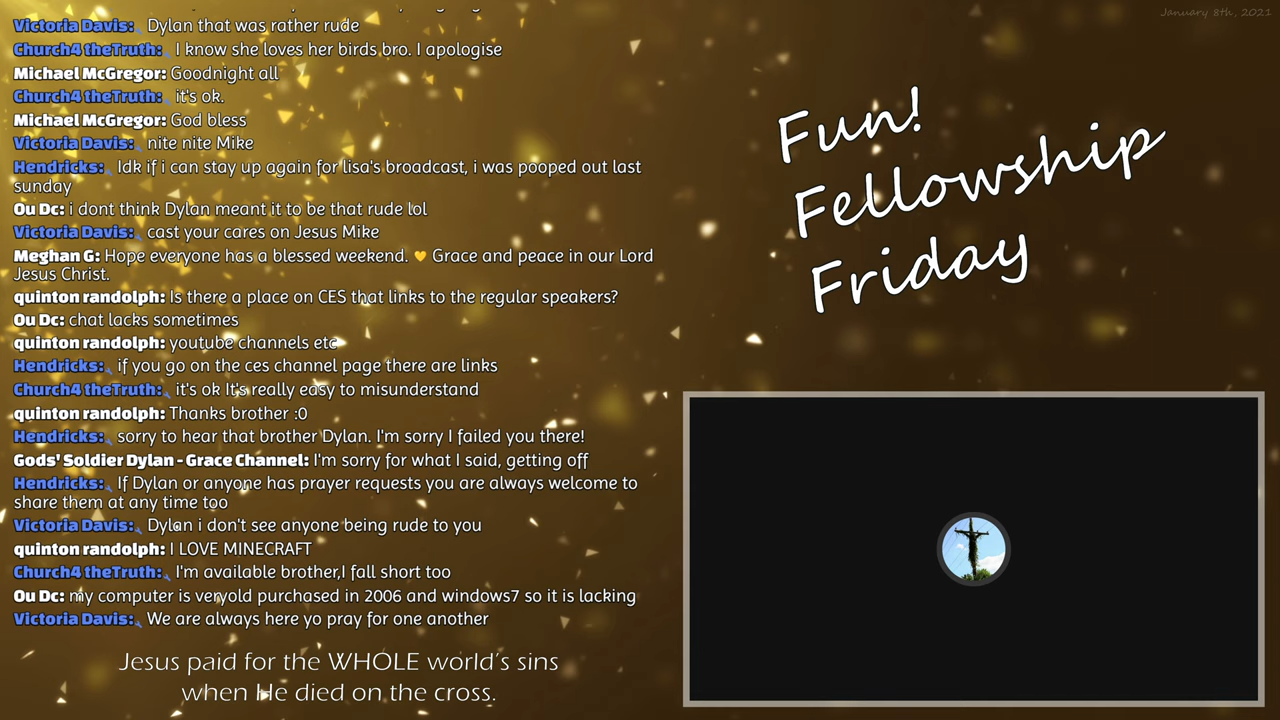 Victoria Davis: Dylan that was rather rude
Church4 theTruth: I know she loves her birds bro. I apologise
Michael McGregor: Goodnight all
Church4 theTruth: it's ok.
Michael McGregor: God bless
Victoria Davis: nite nite Mike
Hendricks: Idk if i can stay up again for lisa's broadcast, i was pooped out last
sunday
Ou Dc: i dont think Dylan meant it to be that rude lol
Victoria Davis: cast your cares on Jesus Mike
Meghan G: Hope everyone has a blessed weekend. 💛 Grace and peace in our Lord
Jesus Christ.
quinton randolph: Is there a place on CES that links to the regular speakers?
Ou Dc: chat lacks sometimes
quinton randolph: youtube channels etc
Hendricks: if you go on the ces channel page there are links
Church4 theTruth: it's ok It's really easy to misunderstand
quinton randolph: Thanks brother :0
Hendricks: sorry to hear that brother Dylan. I'm sorry I failed you there!
Gods' Soldier Dylan - Grace Channel: I'm sorry for what I said, getting off
Hendricks: If Dylan or anyone has prayer requests you are always welcome to
share them at any time too
Victoria Davis: Dylan i don't see anyone being rude to you
quinton randolph: I LOVE MINECRAFT
Church4 theTruth: I'm available brother,I fall short too
Ou Dc: my computer is veryold purchased in 2006 and windows7 so it is lacking
Victoria Davis: We are always here yo pray for one another
Jesus paid for the WHOLE world's sins
when He died on the cross.
January 8th, 2021
Fun!
Fellowship
Friday